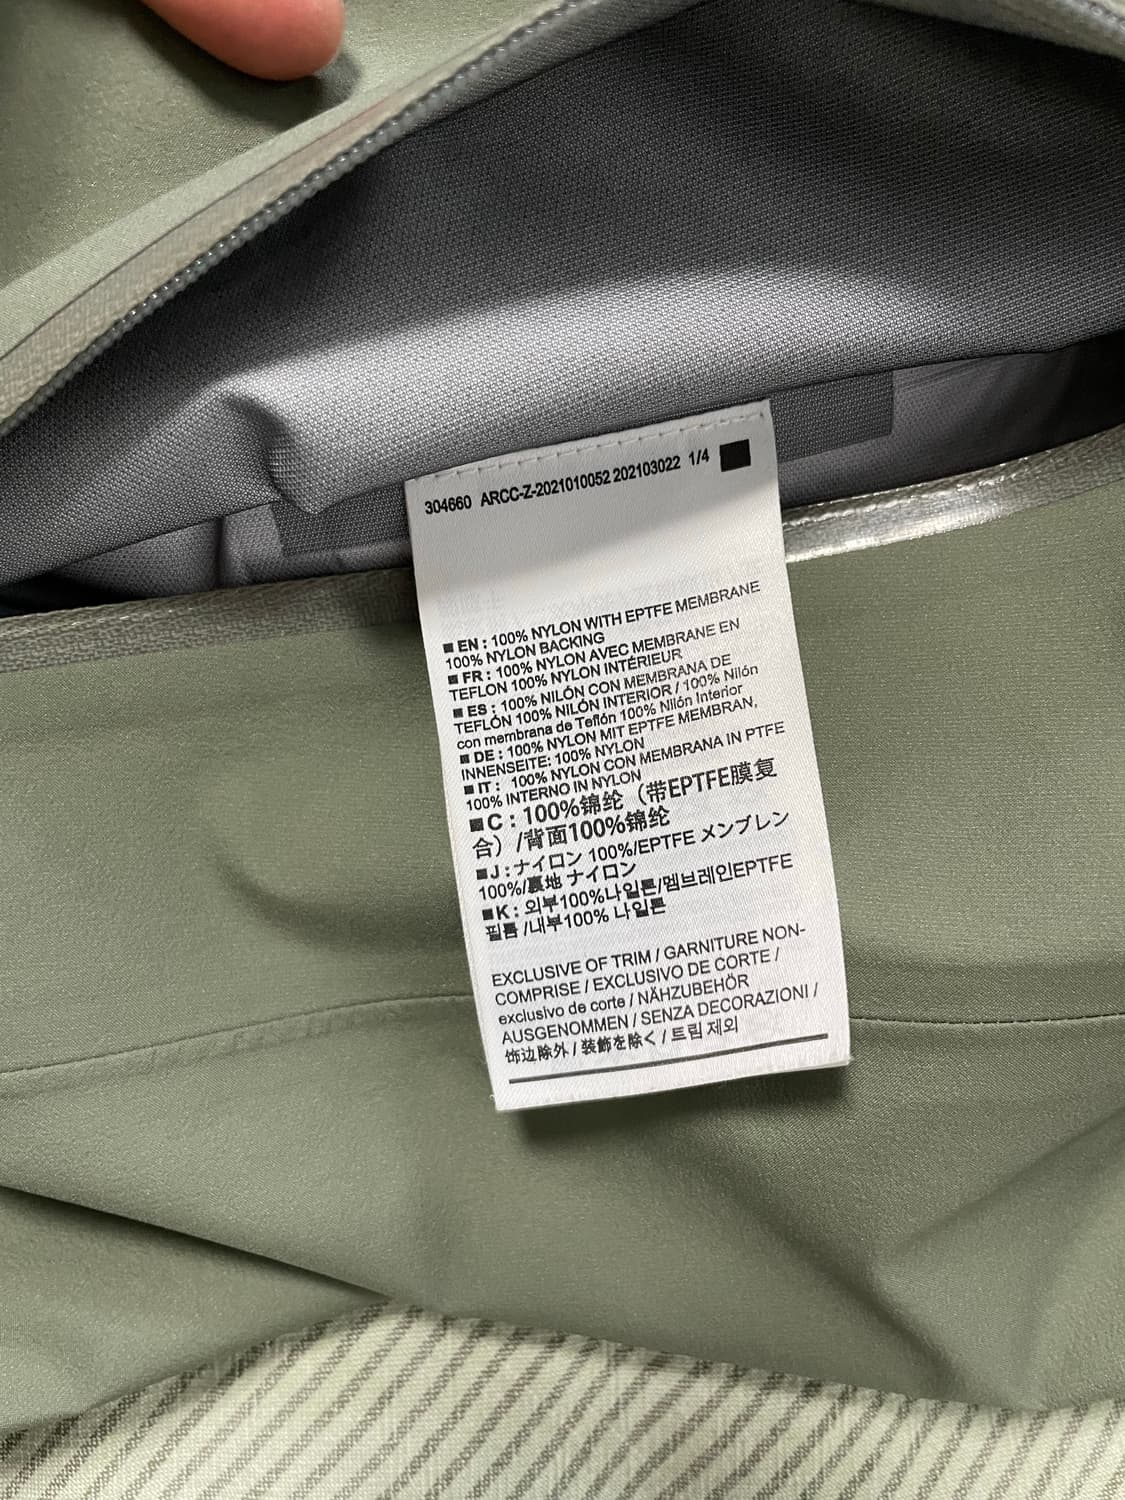 304660 ARCC-Z-2021010052 202103022 1/4
■ EN : 100% NYLON WITH EPTFE MEMBRANE
100% NYLON BACKING
■ FR : 100% NYLON AVEC MEMBRANE EN
TEFLON 100% NYLON INTÉRIEUR
■ ES : 100% NILÓN CON MEMBRANA DE
TEFLÓN 100% NILÓN INTERIOR / 100% Nilón
con membrana de Teflón 100% Nilón Interior
■ DE : 100% NYLON MIT EPTFE MEMBRAN,
INNENSEITE: 100% NYLON
■ IT : 100% NYLON CON MEMBRANA IN PTFE
100% INTERNO IN NYLON
■ C : 100%锦纶（带EPTFE膜复
合）/背面100%锦纶
■ J : ナイロン 100%/EPTFE メンブレン
100%/裏地 ナイロン
■ K : 외부100%나일론/멤브레인EPTFE
필름 /내부100% 나일론
EXCLUSIVE OF TRIM / GARNITURE NON-
COMPRISE / EXCLUSIVO DE CORTE /
exclusivo de corte / NÄHZUBEHÖR
AUSGENOMMEN / SENZA DECORAZIONI /
饰边除外 / 装飾を除く / 트림 제외